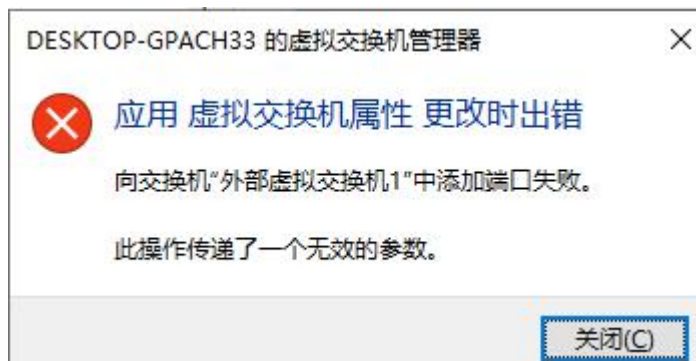 DESKTOP-GPACH33 的虚拟交换机管理器
应用 虚拟交换机属性 更改时出错
向交换机“外部虚拟交换机1”中添加端口失败。
此操作传递了一个无效的参数。
关闭(C)